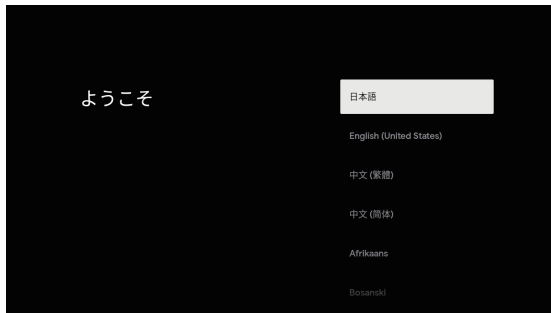 ようこそ
日本語
English (United States)
中文 (繁體)
中文 (简体)
Afrikaans
Bosanski